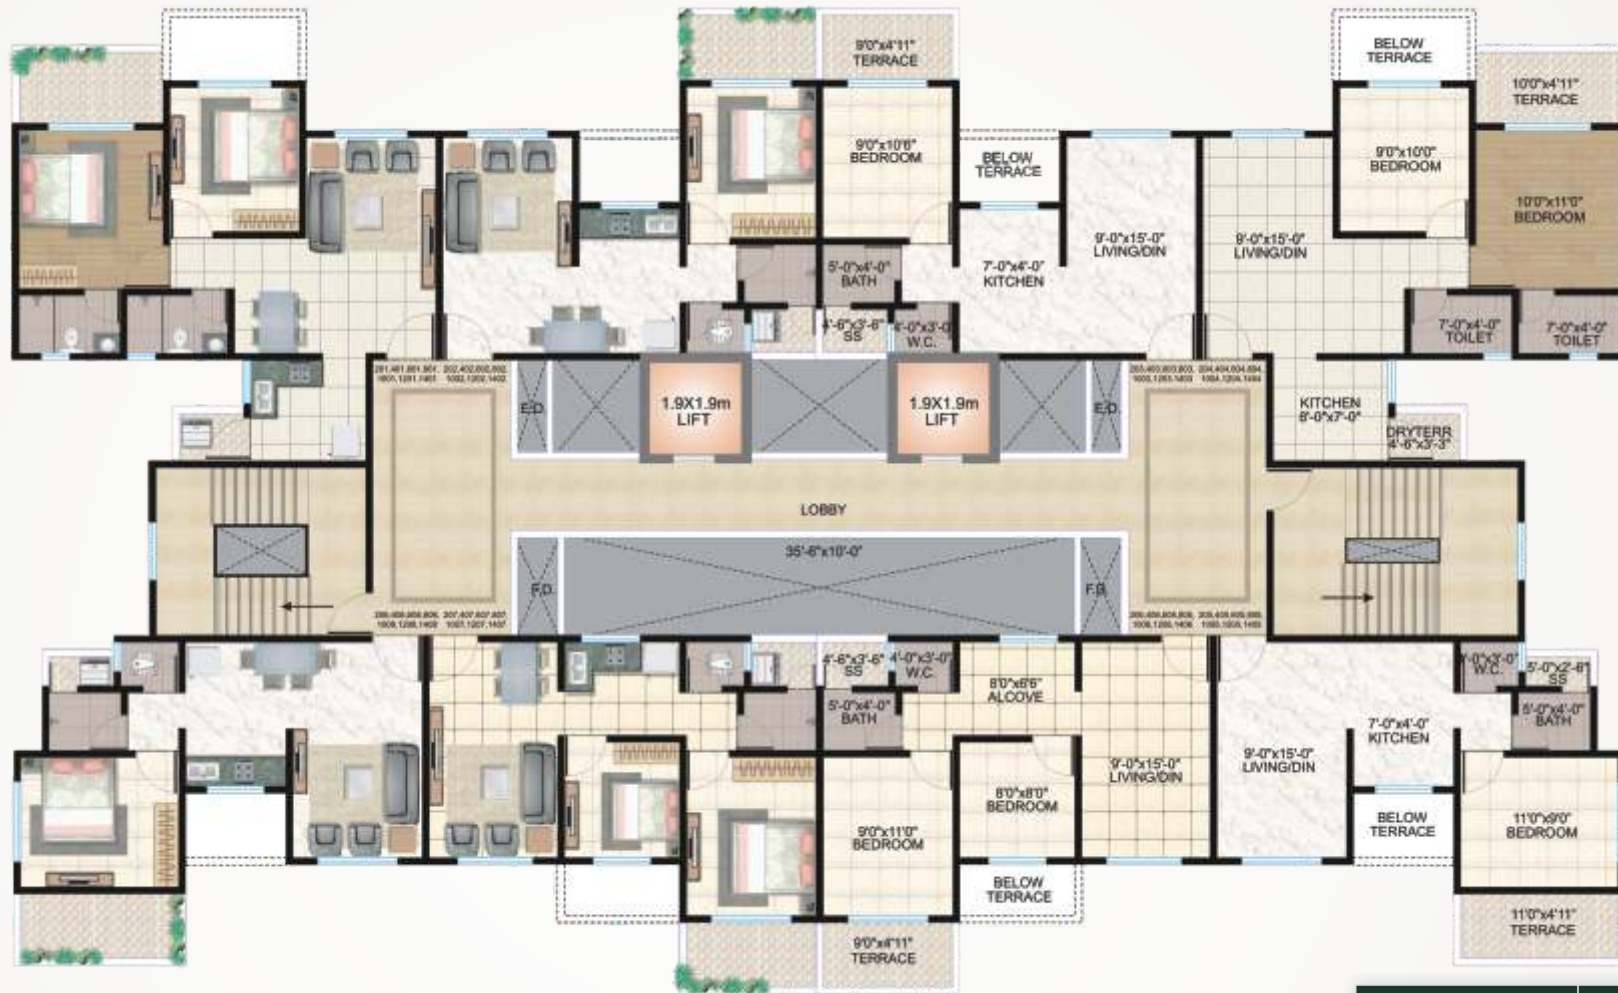 9'0"x4'11"
TERRACE
BELOW
TERRACE
10'0"x4'11"
TERRACE
9'0"x10'6"
BEDROOM
BELOW
TERRACE
9'0"x10'0"
BEDROOM
10'0"x11'0"
BEDROOM
9'-0"x15'-0"
LIVING/DIN
9'-0"x15'-0"
LIVING/DIN
5'-0"x4'-0"
BATH
7'-0"x4'-0"
KITCHEN
4'-6"x3'-6"
SS
4'-0"x3'-0"
W.C.
7'-0"x4'-0"
TOILET
7'-0"x4'-0"
TOILET
E.D.
1.9X1.9m
LIFT
1.9X1.9m
LIFT
E.D.
KITCHEN
8'-0"x7'-0"
DRYTERR
4'-6"x3'-3"
LOBBY
35'-6"x10'-0"
F.D.
4'-6"x3'-6"
SS
4'-0"x3'-0"
W.C.
8'0"x6'6"
ALCOVE
W.C.
5'-0"x2'-6"
SS
5'-0"x4'-0"
BATH
5'-0"x4'-0"
BATH
7'-0"x4'-0"
KITCHEN
9'-0"x15'-0"
LIVING/DIN
9'-0"x15'-0"
LIVING/DIN
8'0"x8'0"
BEDROOM
9'0"x11'0"
BEDROOM
BELOW
TERRACE
11'0"x9'0"
BEDROOM
BELOW
TERRACE
9'0"x4'11"
TERRACE
11'0"x4'11"
TERRACE